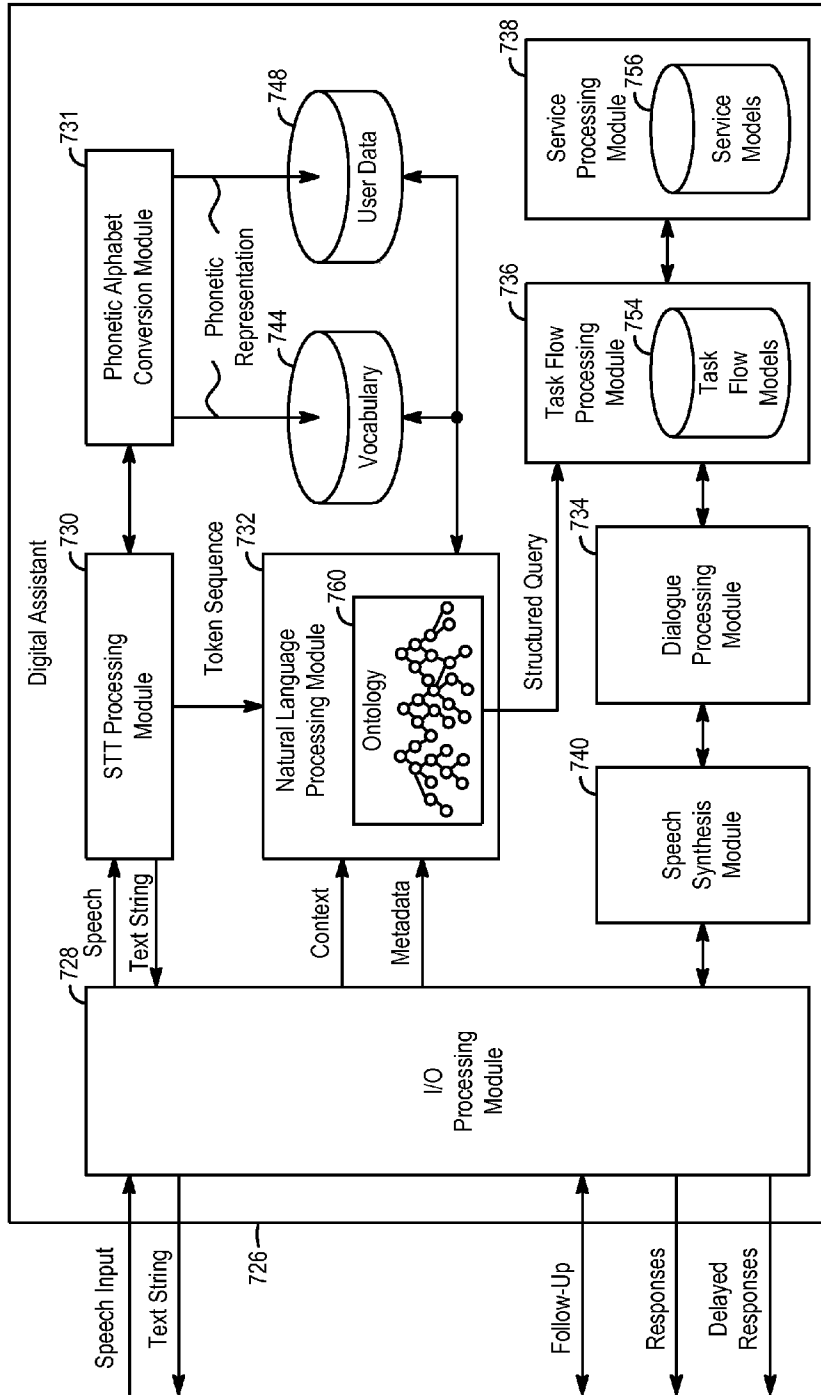 Digital Assistant
Speech Input
Text String
726
Follow-Up
Responses
Delayed
Responses
728
I/O
Processing
Module
Speech
Text String
Context
Metadata
730
STT Processing
Module
Token Sequence
731
Phonetic Alphabet
Conversion Module
Phonetic
Representation
744
Vocabulary
748
User Data
732
Natural Language
Processing Module
760
Ontology
Structured Query
740
Speech
Synthesis
Module
734
Dialogue
Processing
Module
736
Task Flow
Processing
Module
754
Task
Flow
Models
738
Service
Processing
Module
756
Service
Models